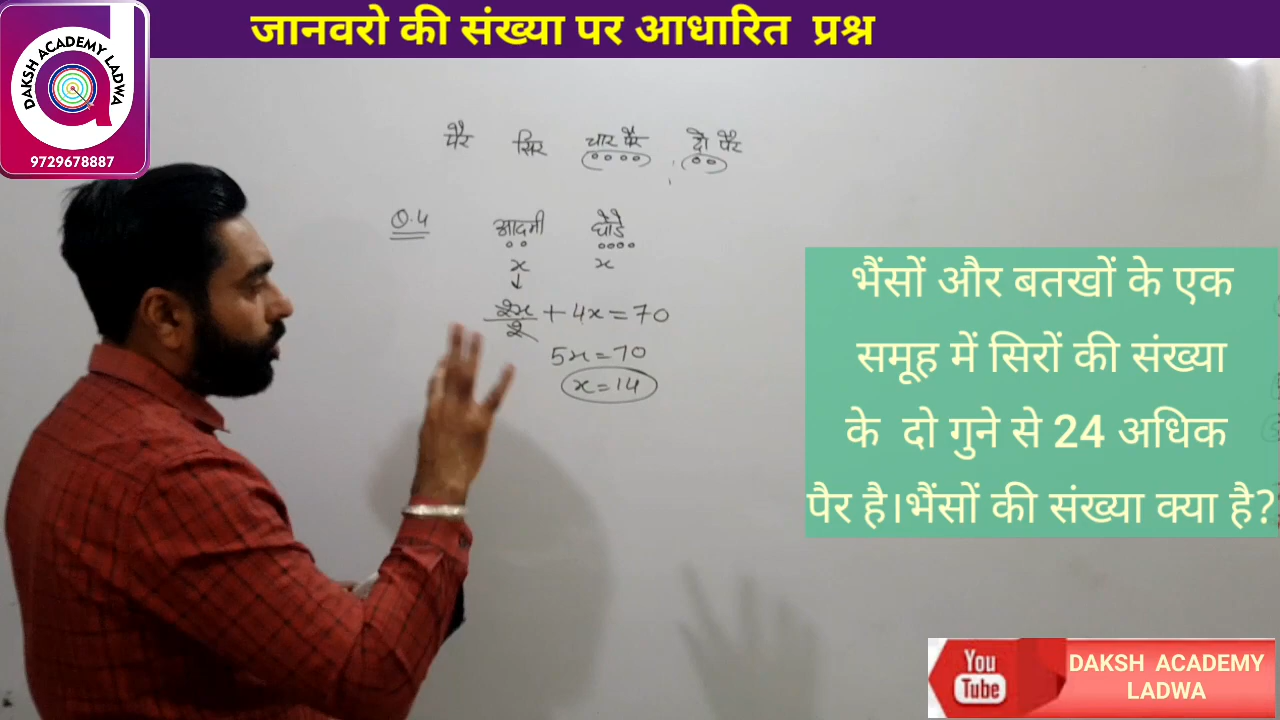 जानवरो की संख्या पर आधारित प्रश्न
DAKSH ACADEMY LADWA
9729678887
पैर सिर चार पैर दो पैर
Q.4 आदमी घोडे
x x
2x/2 + 4x = 70
5x = 70
x = 14
भैंसों और बतखों के एक
समूह में सिरों की संख्या
के दो गुने से 24 अधिक
पैर है।भैंसों की संख्या क्या है?
You
Tube
DAKSH ACADEMY
LADWA